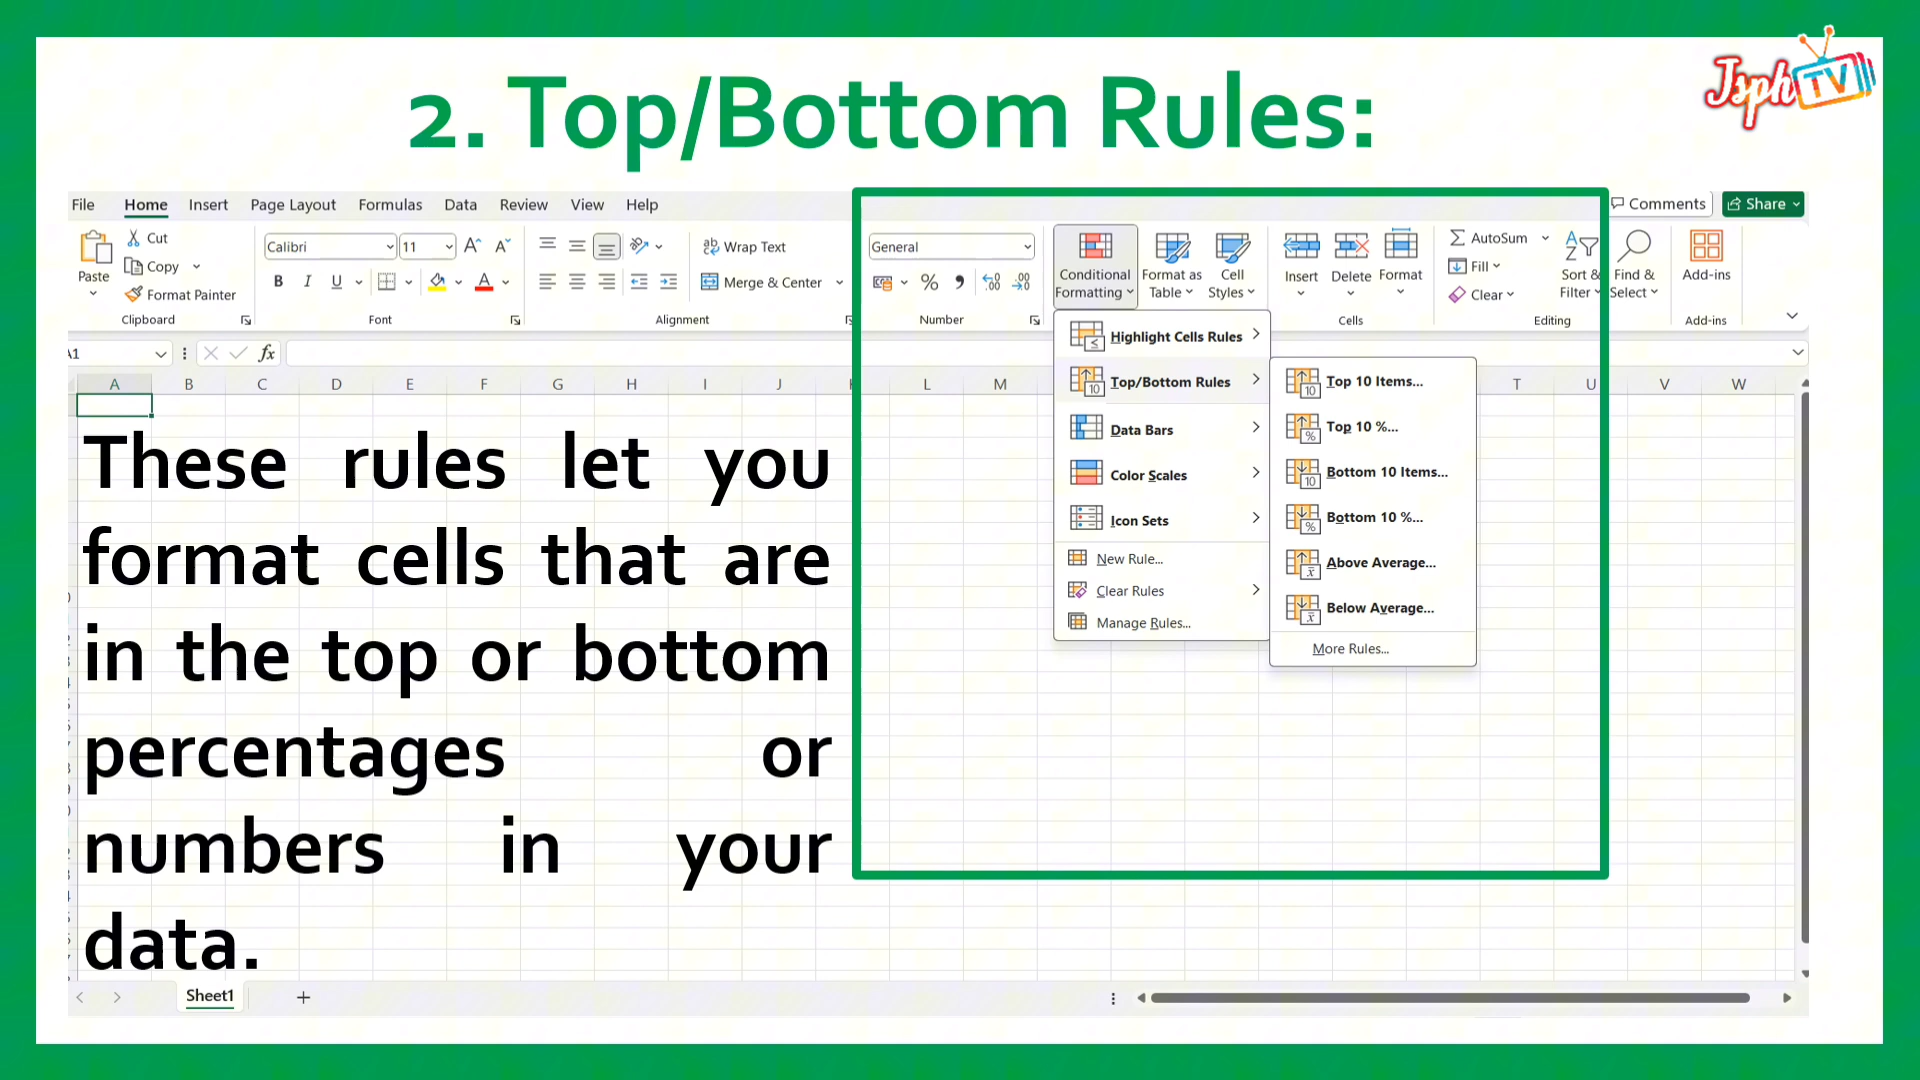 2. Top/Bottom Rules:
Jsph TV
File Home Insert Page Layout Formulas Data Review View Help
Comments Share
Paste
Cut
Copy
Format Painter
Clipboard
Calibri 11
B I U
Font
ab Wrap Text
Merge & Center
Alignment
General
%
Number
Conditional
Formatting
Format as
Table
Cell
Styles
Insert Delete Format
Cells
AutoSum
Fill
Clear
Sort &
Filter
Find &
Select
Editing
Add-ins
Add-ins
A1
fx
A B C D E F G H I J L M T U V W
Highlight Cells Rules
Top/Bottom Rules
Data Bars
Color Scales
Icon Sets
New Rule...
Clear Rules
Manage Rules...
Top 10 Items...
Top 10 %...
Bottom 10 Items...
Bottom 10 %...
Above Average...
Below Average...
More Rules...
These rules let you
format cells that are
in the top or bottom
percentages or
numbers in your
data.
Sheet1